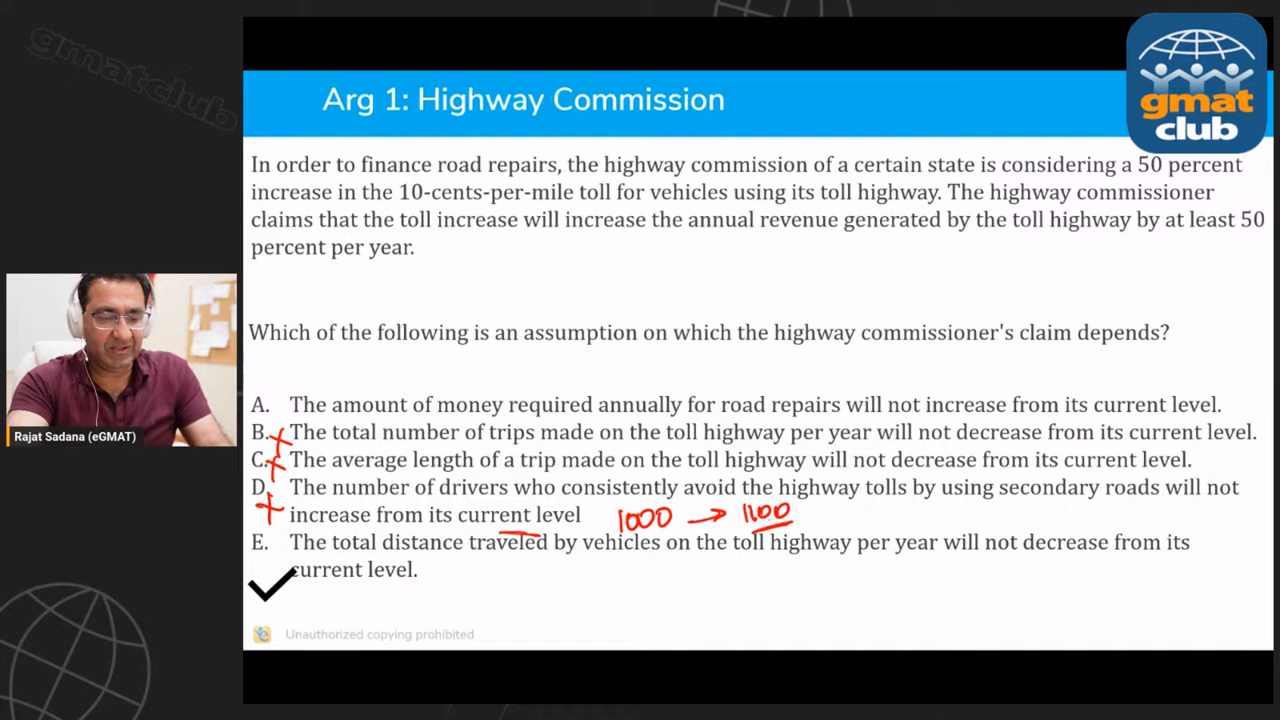 gmatclub
gmat
club
Arg 1: Highway Commission
In order to finance road repairs, the highway commission of a certain state is considering a 50 percent
increase in the 10-cents-per-mile toll for vehicles using its toll highway. The highway commissioner
claims that the toll increase will increase the annual revenue generated by the toll highway by at least 50
percent per year.
Which of the following is an assumption on which the highway commissioner's claim depends?
A. The amount of money required annually for road repairs will not increase from its current level.
B. The total number of trips made on the toll highway per year will not decrease from its current level.
C. The average length of a trip made on the toll highway will not decrease from its current level.
D. The number of drivers who consistently avoid the highway tolls by using secondary roads will not
increase from its current level 1000 → 1100
E. The total distance traveled by vehicles on the toll highway per year will not decrease from its
current level.
Rajat Sadana (eGMAT)
Unauthorized copying prohibited